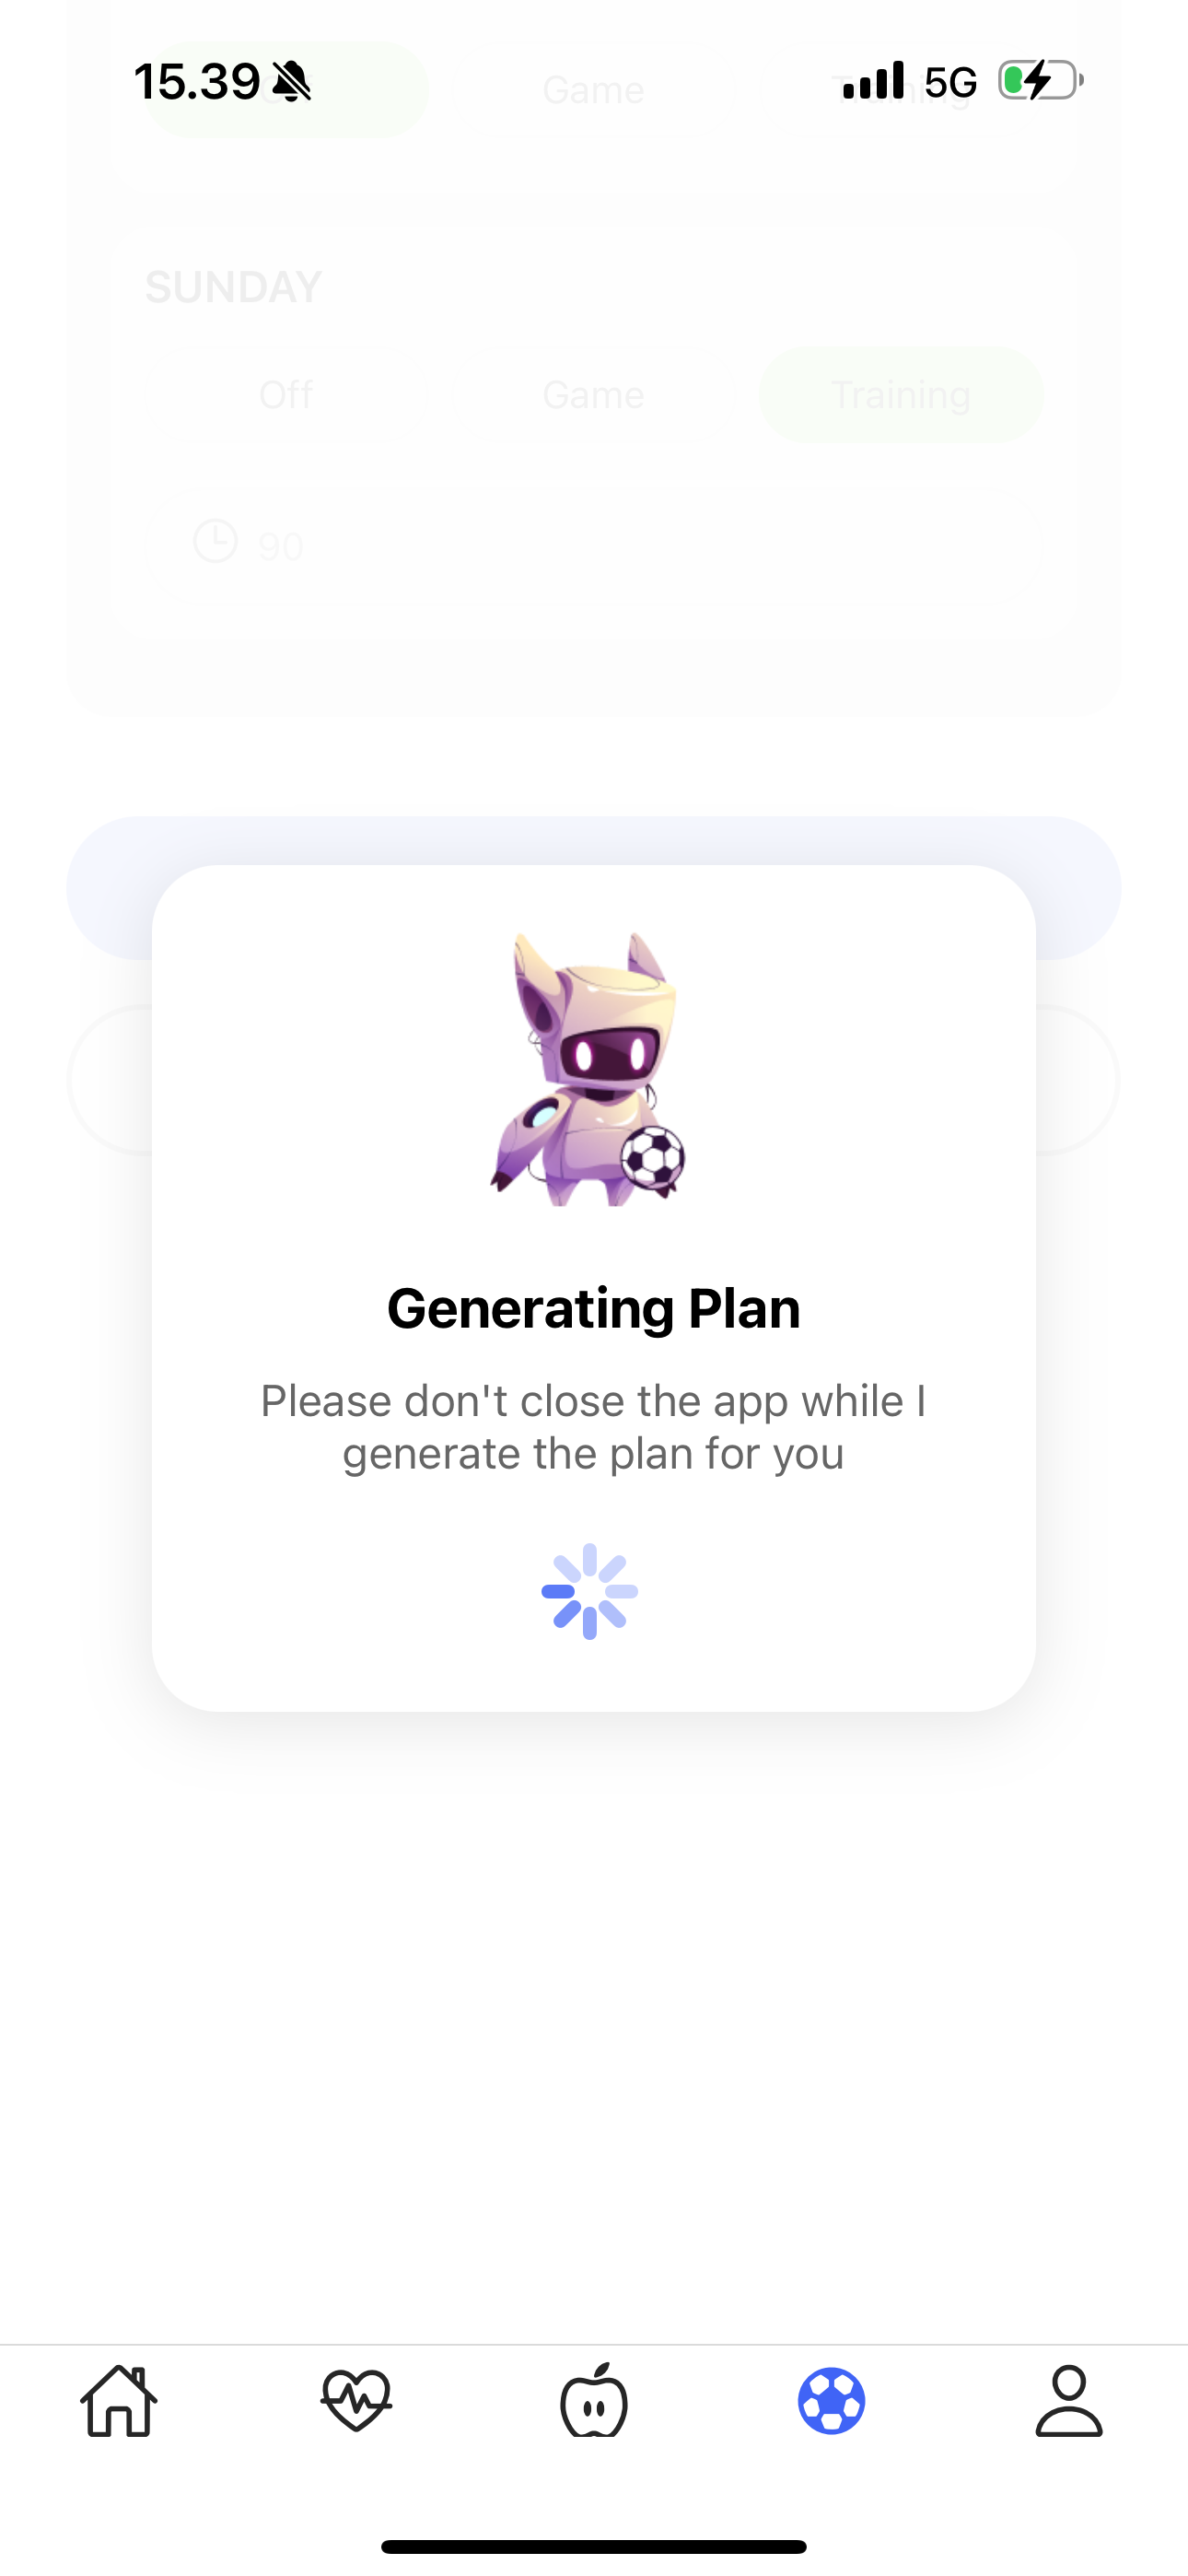 15.39
5G
Game
Training
SUNDAY
Off
Game
Training
90
Generating Plan
Please don't close the app while I
generate the plan for you